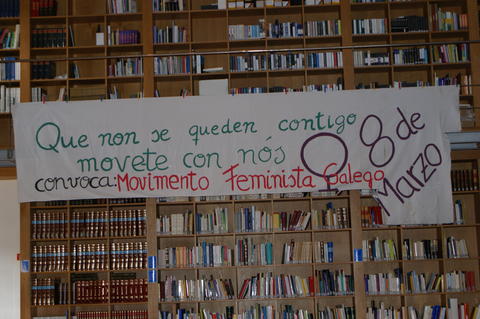 Que non se queden contigo
movete con nós
convoca: Movimento Feminista Galego
O 8 de
Marzo